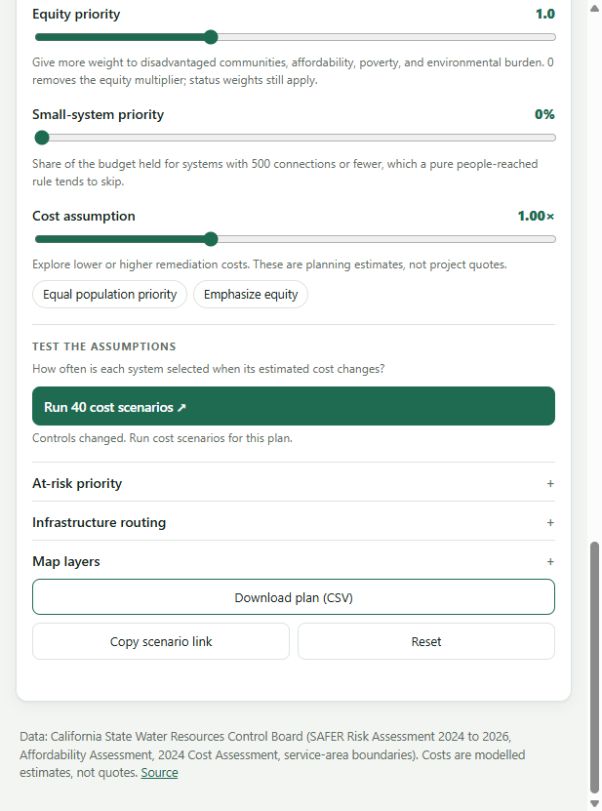 Equity priority 1.0
Give more weight to disadvantaged communities, affordability, poverty, and environmental burden. 0
removes the equity multiplier; status weights still apply.
Small-system priority 0%
Share of the budget held for systems with 500 connections or fewer, which a pure people-reached
rule tends to skip.
Cost assumption 1.00×
Explore lower or higher remediation costs. These are planning estimates, not project quotes.
Equal population priority Emphasize equity
TEST THE ASSUMPTIONS
How often is each system selected when its estimated cost changes?
Run 40 cost scenarios ↗
Controls changed. Run cost scenarios for this plan.
At-risk priority +
Infrastructure routing +
Map layers +
Download plan (CSV)
Copy scenario link Reset
Data: California State Water Resources Control Board (SAFER Risk Assessment 2024 to 2026,
Affordability Assessment, 2024 Cost Assessment, service-area boundaries). Costs are modelled
estimates, not quotes. Source